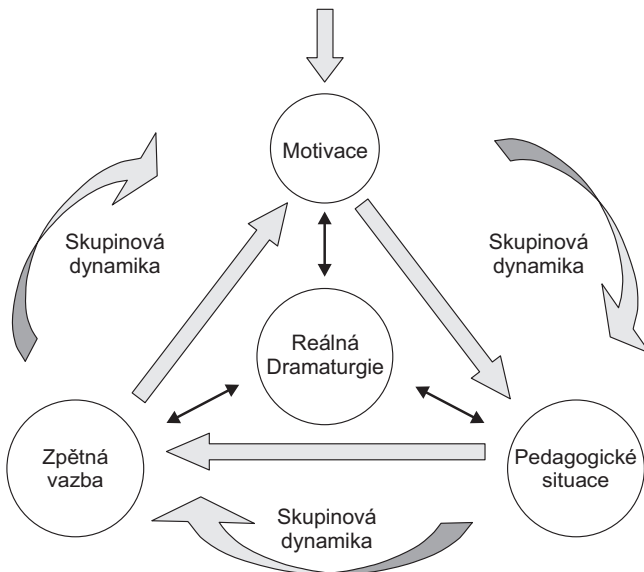 Motivace
Skupinová
dynamika
Skupinová
dynamika
Reálná
Dramaturgie
Zpětná
vazba
Pedagogické
situace
Skupinová
dynamika